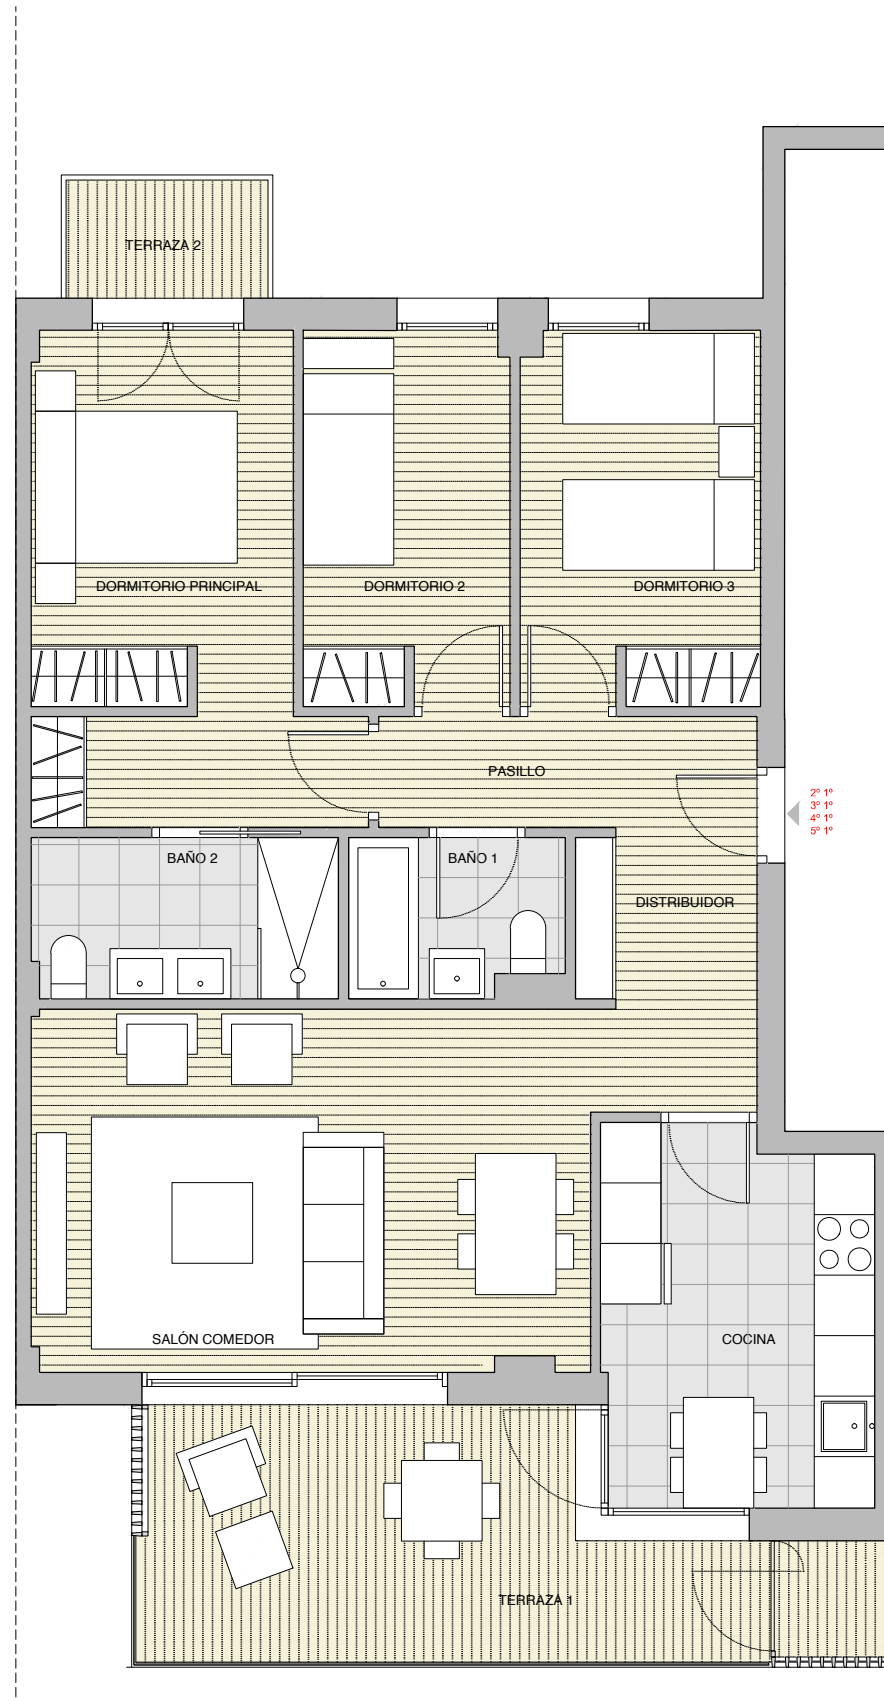 TERRAZA 2
DORMITORIO PRINCIPAL
DORMITORIO 2
DORMITORIO 3
PASILLO
2º 1º
3º 1º
4º 1º
5º 1º
BAÑO 2
BAÑO 1
DISTRIBUIDOR
SALÓN COMEDOR
COCINA
TERRAZA 1